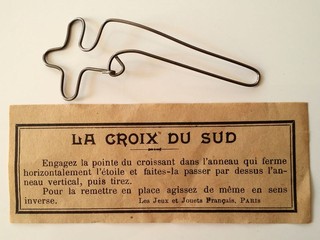 LA CROIX DU SUD
Engagez la pointe du croissant dans l'anneau qui ferme
horizontalement l'étoile et faites-la passer par dessus l'an-
neau vertical, puis tirez.
Pour la remettre en place agissez de même en sens
inverse. Les Jeux et Jouets Français, PARIS